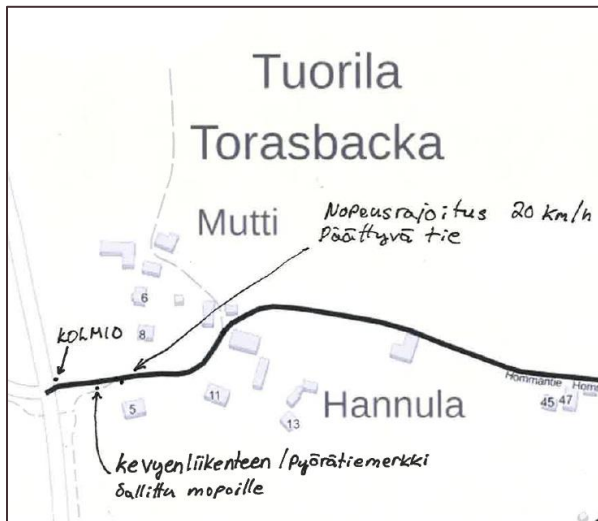 Tuorila
Torasbacka
Mutti
Nopeusrajoitus 20 km/h
Päättyvä tie
6
KOLMIO
8
Hommantie
5
11
13
Hannula
45
47
kevyenliikenteen / pyörätiemerkki
Sallittu mopoille